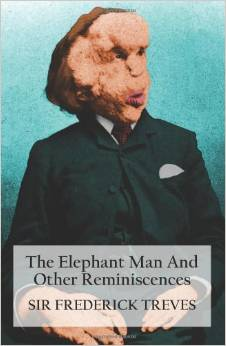 The Elephant Man And
Other Reminiscences
SIR FREDERICK TREVES